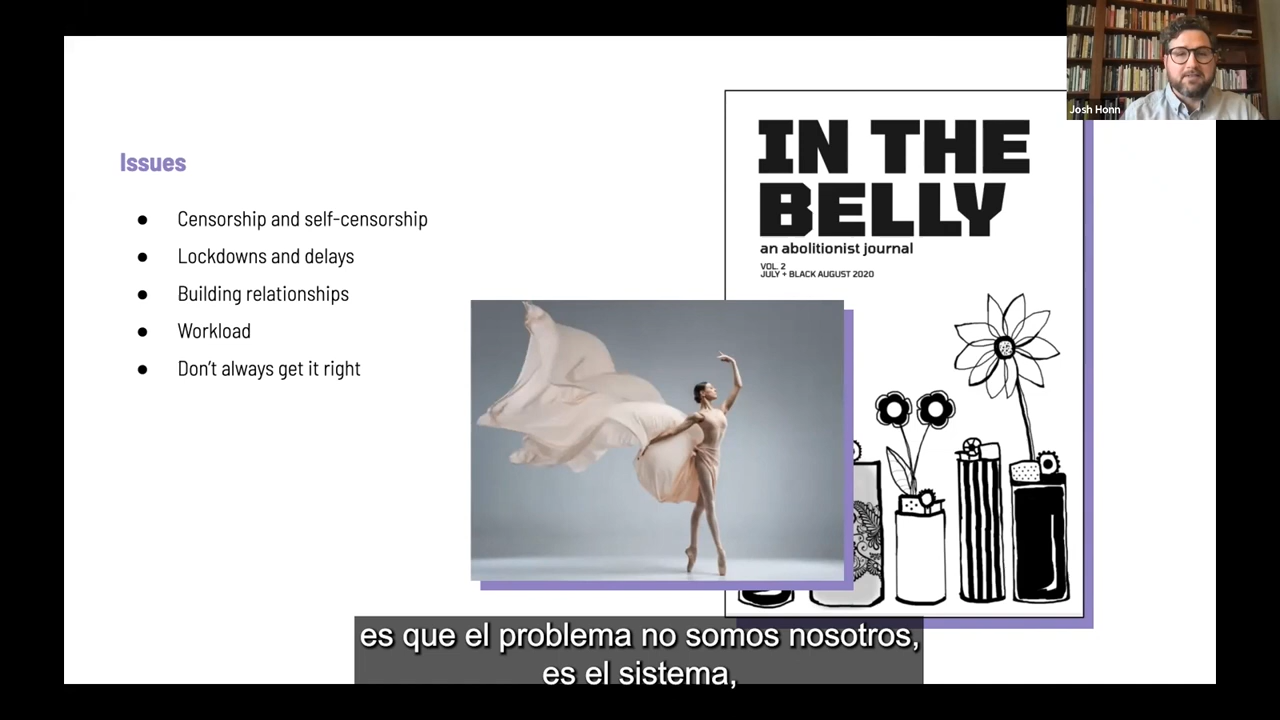 Josh Honn
Issues
● Censorship and self-censorship
● Lockdowns and delays
● Building relationships
● Workload
● Don't always get it right
IN THE
BELLY
an abolitionist journal
VOL. 2
JULY + BLACK AUGUST 2020
es que el problema no somos nosotros,
es el sistema,